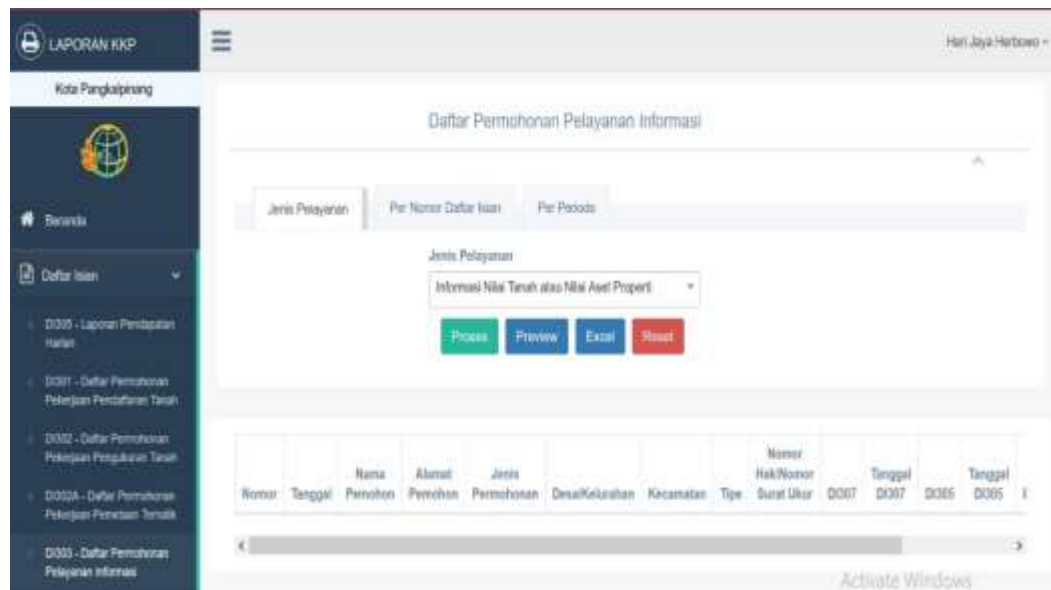 LAPORAN KKP
Hari Jaya Herbowo
Kota Pangkalpinang
Daftar Permohonan Pelayanan Informasi
Jenis Pelayanan
Per Nomor Daftar Isian
Per Periode
Beranda
Jenis Pelayanan
Daftar Isian
Informasi Nilai Tanah atau Nilai Aset Properti
Proses
Preview
Excel
Reset
DI305 - Laporan Pendapatan
Harian
DI301 - Daftar Permohonan
Pekerjaan Pendaftaran Tanah
DI302 - Daftar Permohonan
Pekerjaan Pengukuran Tanah
DI302A - Daftar Permohonan
Pekerjaan Pemetaan Tematik
DI303 - Daftar Permohonan
Pelayanan Informasi
Nomor
Tanggal
Nama
Pemohon
Alamat
Pemohon
Jenis
Permohonan
Desa/Kelurahan
Kecamatan
Tipe
Nomor
Hak/Nomor
Surat Ukur
DI307
Tanggal
DI307
DI305
Tanggal
DI305
Activate Windows